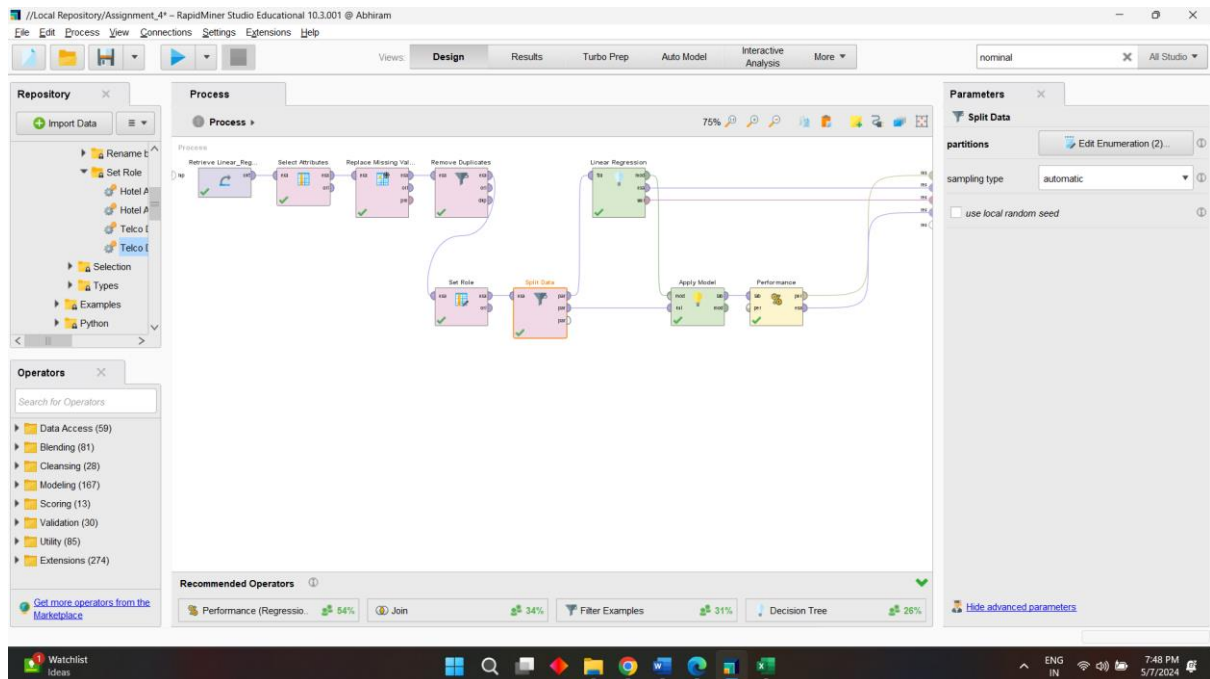 //Local Repository/Assignment_4* – RapidMiner Studio Educational 10.3.001 @ Abhiram
File Edit Process View Connections Settings Extensions Help
Views: Design Results Turbo Prep Auto Model Interactive Analysis More
nominal
All Studio
Repository
Import Data
Rename b
Set Role
Hotel A
Hotel A
Telco D
Telco D
Selection
Types
Examples
Python
Operators
Search for Operators
Data Access (59)
Blending (81)
Cleansing (28)
Modeling (167)
Scoring (13)
Validation (30)
Utility (85)
Extensions (274)
Get more operators from the
Marketplace
Process
Process
75%
Process
Retrieve Linear_Reg... Select Attributes Replace Missing Val... Remove Duplicates Linear Regression
Set Role Split Data Apply Model Performance
Recommended Operators
Performance (Regressio.. 54% Join 34% Filter Examples 31% Decision Tree 26%
Parameters
Split Data
partitions Edit Enumeration (2)...
sampling type automatic
use local random seed
Hide advanced parameters
1 Watchlist
Ideas
ENG
IN
7:48 PM
5/7/2024